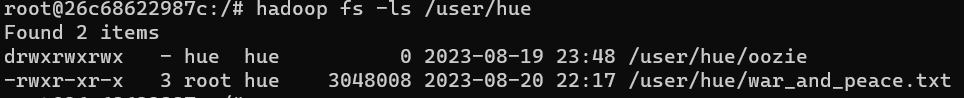 root@26c68622987c:/# hadoop fs -ls /user/hue
Found 2 items
drwxrwxrwx   - hue  hue          0 2023-08-19 23:48 /user/hue/oozie
-rwxr-xr-x   3 root hue    3048008 2023-08-20 22:17 /user/hue/war_and_peace.txt